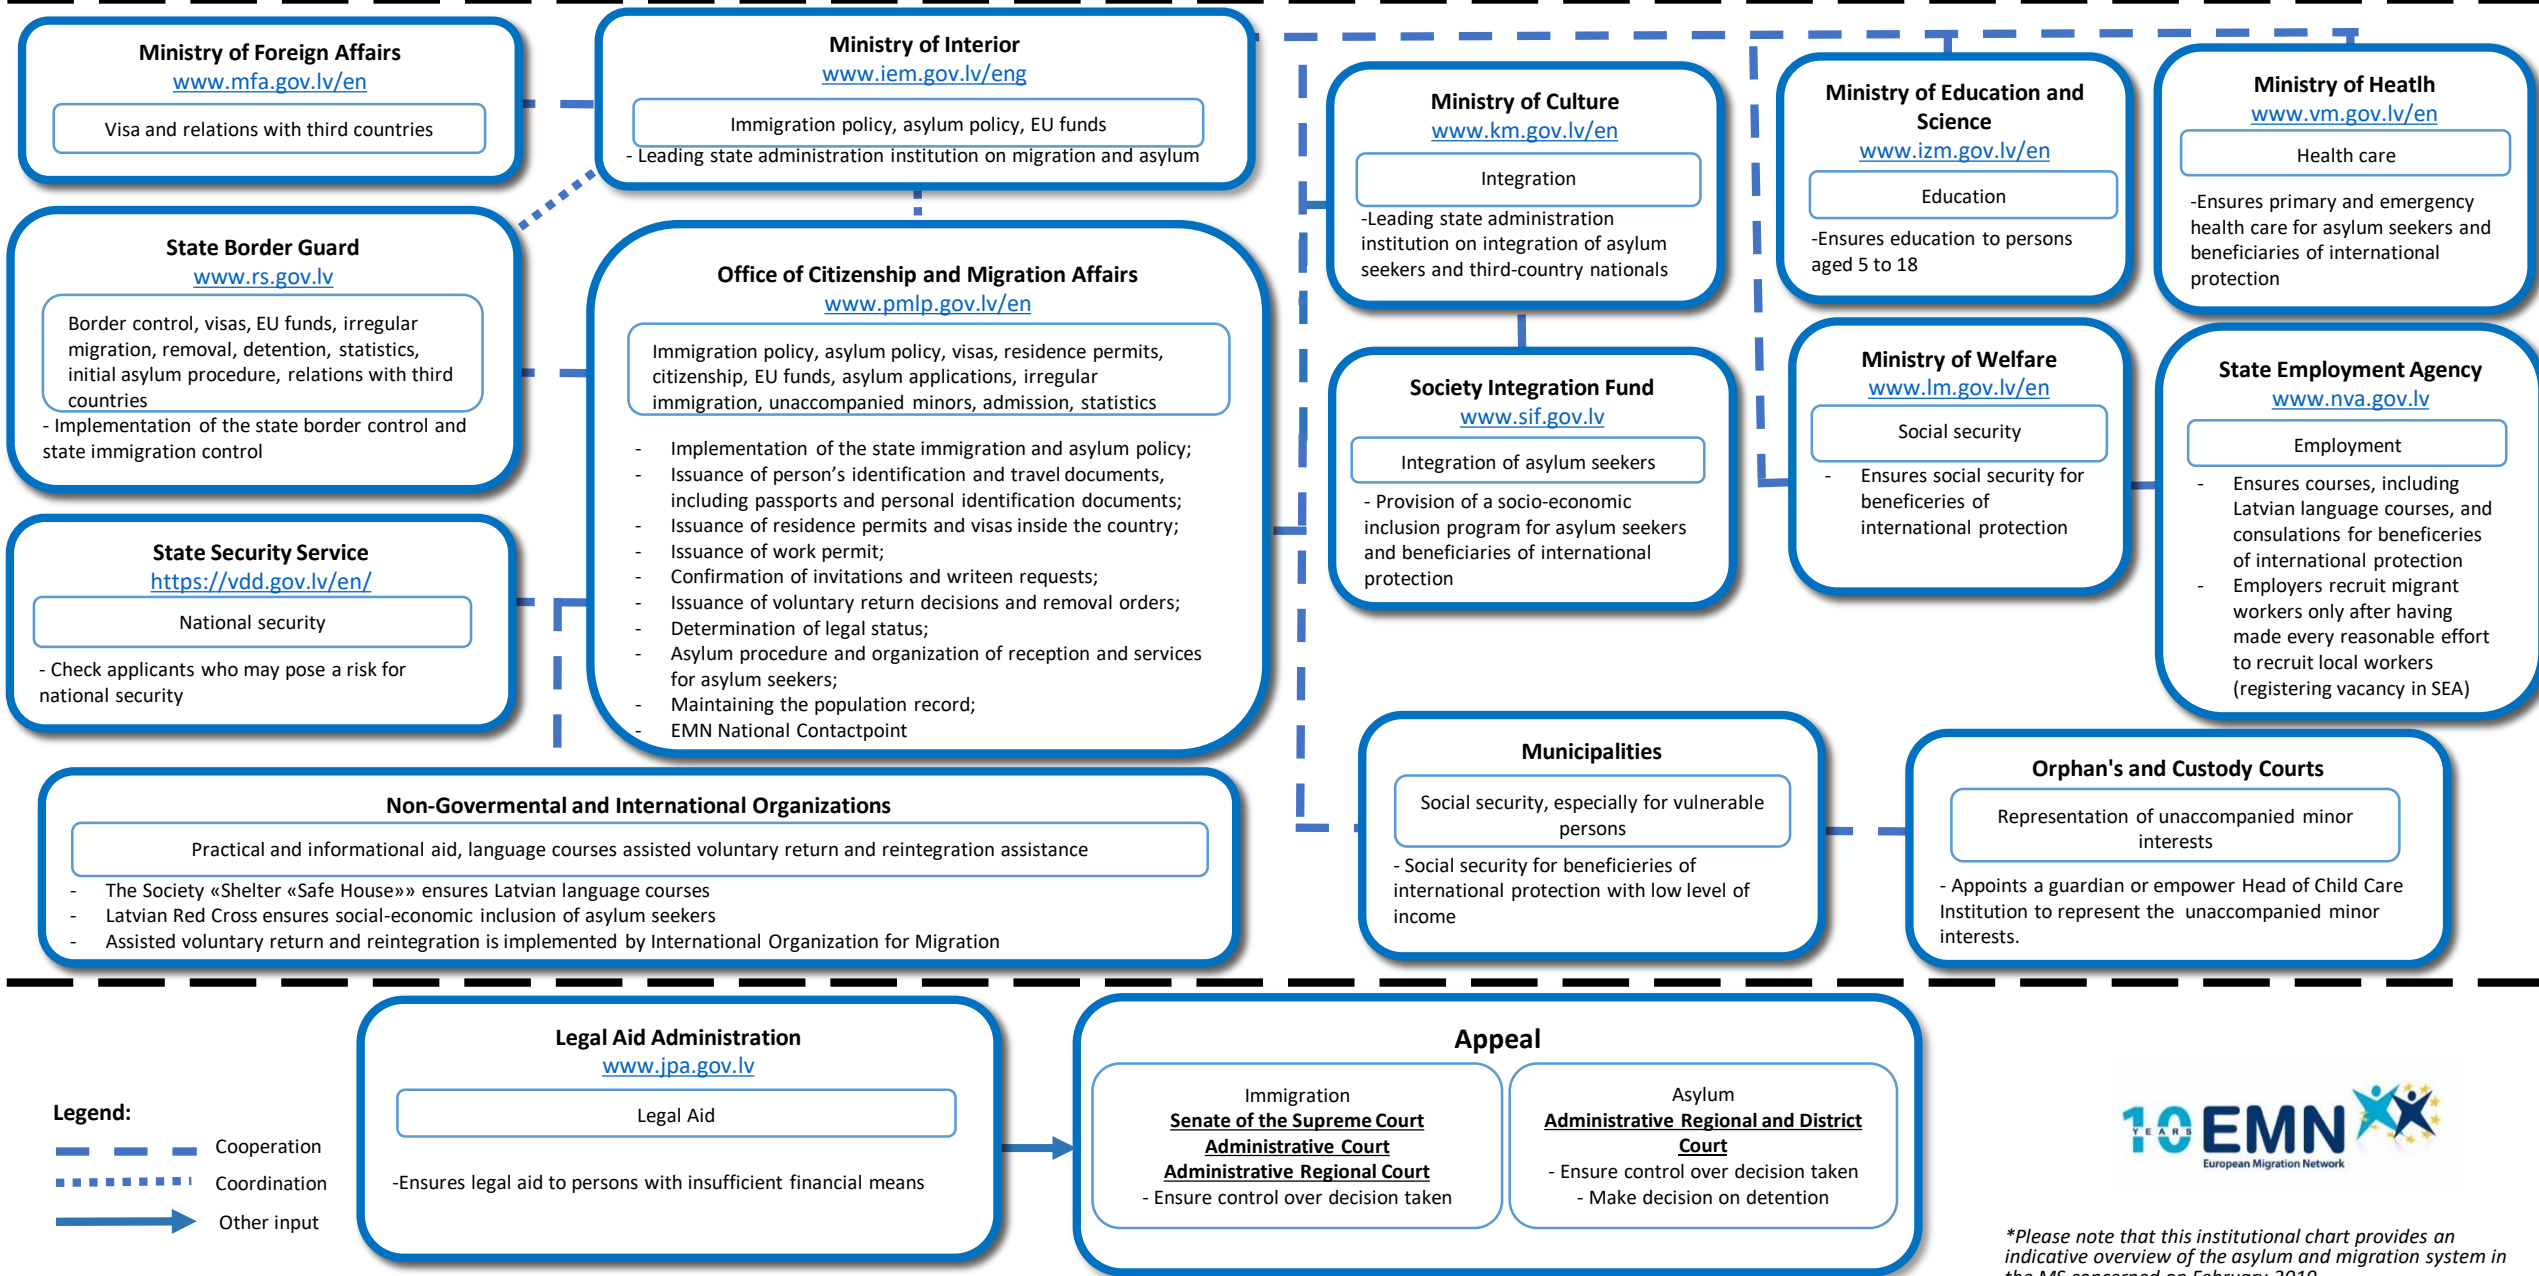 Ministry of Foreign Affairs
www.mfa.gov.lv/en
Visa and relations with third countries
Ministry of Interior
www.iem.gov.lv/eng
Immigration policy, asylum policy, EU funds
- Leading state administration institution on migration and asylum
Ministry of Culture
www.km.gov.lv/en
Integration
-Leading state administration
institution on integration of asylum
seekers and third-country nationals
Ministry of Education and
Science
www.izm.gov.lv/en
Education
-Ensures education to persons
aged 5 to 18
Ministry of Heatlh
www.vm.gov.lv/en
Health care
-Ensures primary and emergency
health care for asylum seekers and
beneficiaries of international
protection
State Border Guard
www.rs.gov.lv
Border control, visas, EU funds, irregular
migration, removal, detention, statistics,
initial asylum procedure, relations with third
countries
- Implementation of the state border control and
state immigration control
Office of Citizenship and Migration Affairs
www.pmlp.gov.lv/en
Immigration policy, asylum policy, visas, residence permits,
citizenship, EU funds, asylum applications, irregular
immigration, unaccompanied minors, admission, statistics
- Implementation of the state immigration and asylum policy;
- Issuance of person’s identification and travel documents,
including passports and personal identification documents;
- Issuance of residence permits and visas inside the country;
- Issuance of work permit;
- Confirmation of invitations and writeen requests;
- Issuance of voluntary return decisions and removal orders;
- Determination of legal status;
- Asylum procedure and organization of reception and services
for asylum seekers;
- Maintaining the population record;
- EMN National Contactpoint
Society Integration Fund
www.sif.gov.lv
Integration of asylum seekers
- Provision of a socio-economic
inclusion program for asylum seekers
and beneficiaries of international
protection
Ministry of Welfare
www.lm.gov.lv/en
Social security
- Ensures social security for
beneficeries of
international protection
State Employment Agency
www.nva.gov.lv
Employment
- Ensures courses, including
Latvian language courses, and
consulations for beneficeries
of international protection
- Employers recruit migrant
workers only after having
made every reasonable effort
to recruit local workers
(registering vacancy in SEA)
State Security Service
https://vdd.gov.lv/en/
National security
- Check applicants who may pose a risk for
national security
Municipalities
Social security, especially for vulnerable
persons
- Social security for beneficieries of
international protection with low level of
income
Orphan's and Custody Courts
Representation of unaccompanied minor
interests
- Appoints a guardian or empower Head of Child Care
Institution to represent the unaccompanied minor
interests.
Non-Govermental and International Organizations
Practical and informational aid, language courses assisted voluntary return and reintegration assistance
- The Society «Shelter «Safe House»» ensures Latvian language courses
- Latvian Red Cross ensures social-economic inclusion of asylum seekers
- Assisted voluntary return and reintegration is implemented by International Organization for Migration
Legend:
Cooperation
Coordination
Other input
Legal Aid Administration
www.jpa.gov.lv
Legal Aid
-Ensures legal aid to persons with insufficient financial means
Appeal
Immigration
Senate of the Supreme Court
Administrative Court
Administrative Regional Court
- Ensure control over decision taken
Asylum
Administrative Regional and District
Court
- Ensure control over decision taken
- Make decision on detention
10 YEARS EMN
European Migration Network
*Please note that this institutional chart provides an
indicative overview of the asylum and migration system in
the MS concerned on February 2019